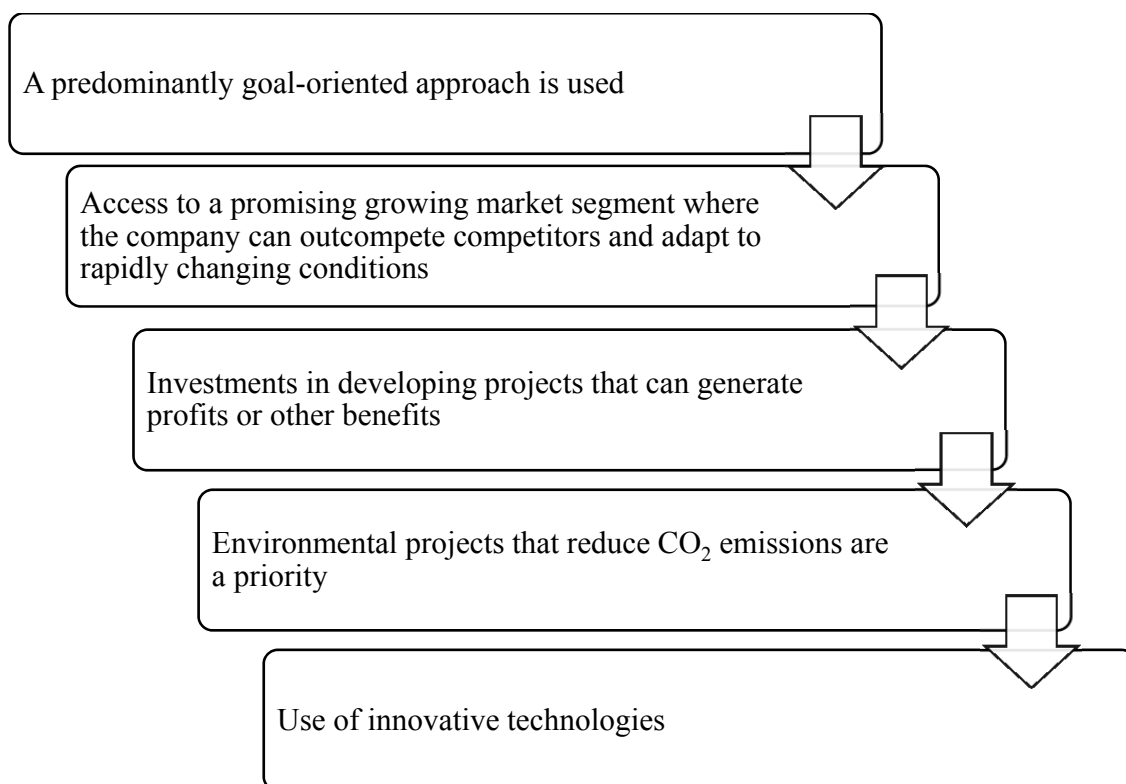 A predominantly goal-oriented approach is used
Access to a promising growing market segment where
the company can outcompete competitors and adapt to
rapidly changing conditions
Investments in developing projects that can generate
profits or other benefits
Environmental projects that reduce CO₂ emissions are
a priority
Use of innovative technologies